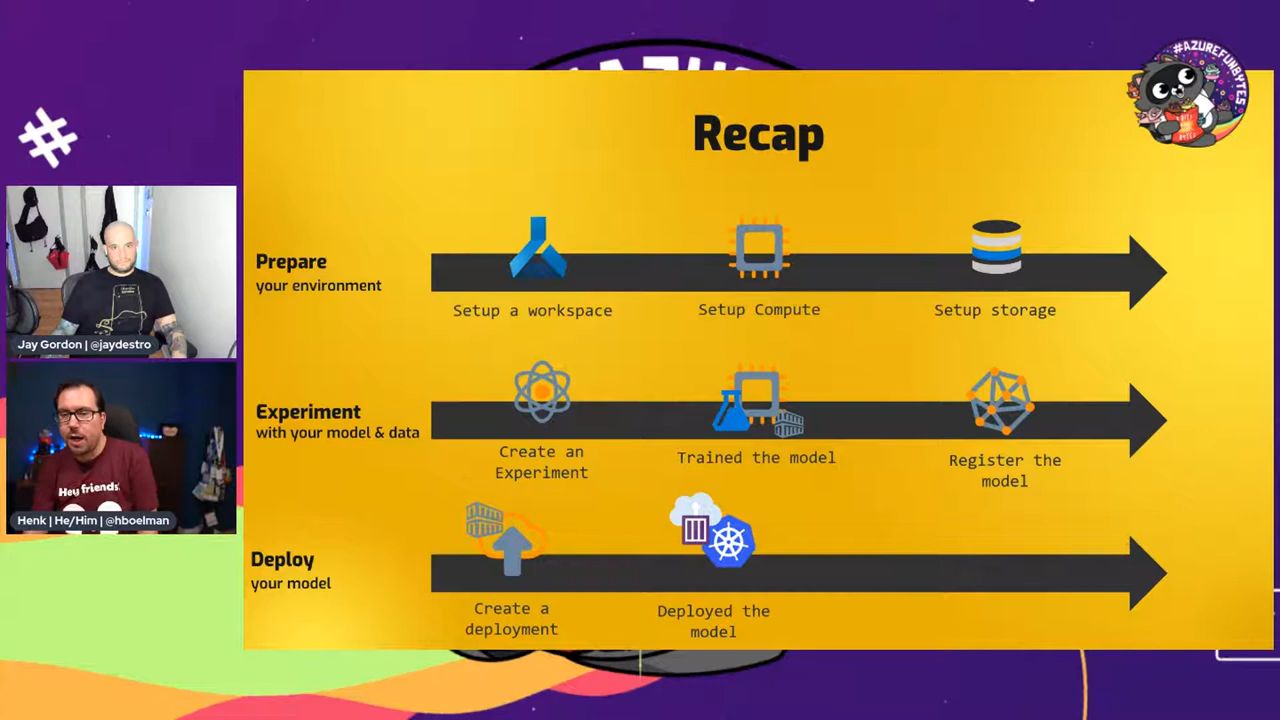 #AZUREFUNBYTES
Recap
Prepare
your environment
Setup a workspace
Setup Compute
Setup storage
Experiment
with your model & data
Create an
Experiment
Trained the model
Register the
model
Deploy
your model
Create a
deployment
Deployed the
model
Jay Gordon | @jaydestro
Hey friends!
Henk | He/Him | @hboelman
#